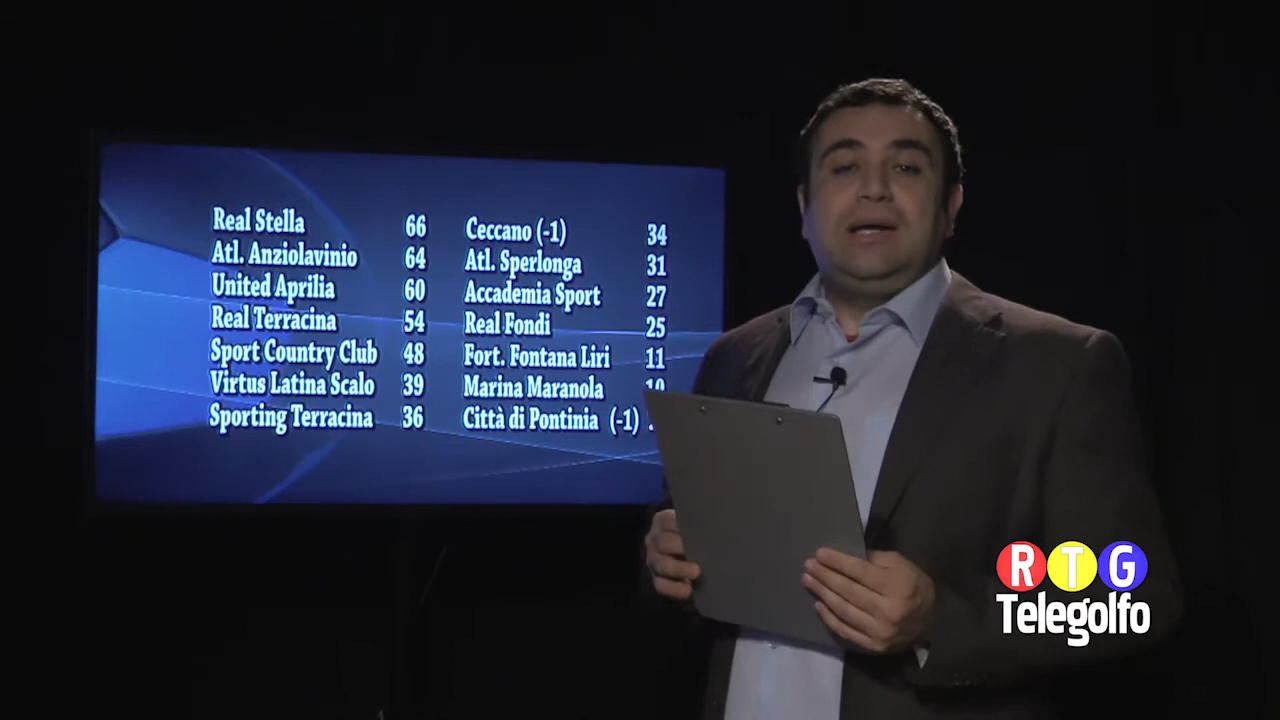 Real Stella 66
Atl. Anziolavinio 64
United Aprilia 60
Real Terracina 54
Sport Country Club 48
Virtus Latina Scalo 39
Sporting Terracina 36
Ceccano (-1) 34
Atl. Sperlonga 31
Accademia Sport 27
Real Fondi 25
Fort. Fontana Liri 11
Marina Maranola
Città di Pontinia (-1)
RTG
Telegolfo